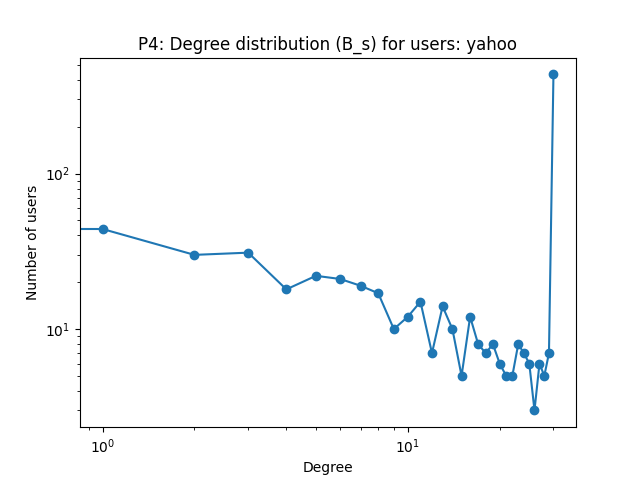 P4: Degree distribution (B_s) for users: yahoo
Number of users
10²
10¹
10⁰
10¹
Degree